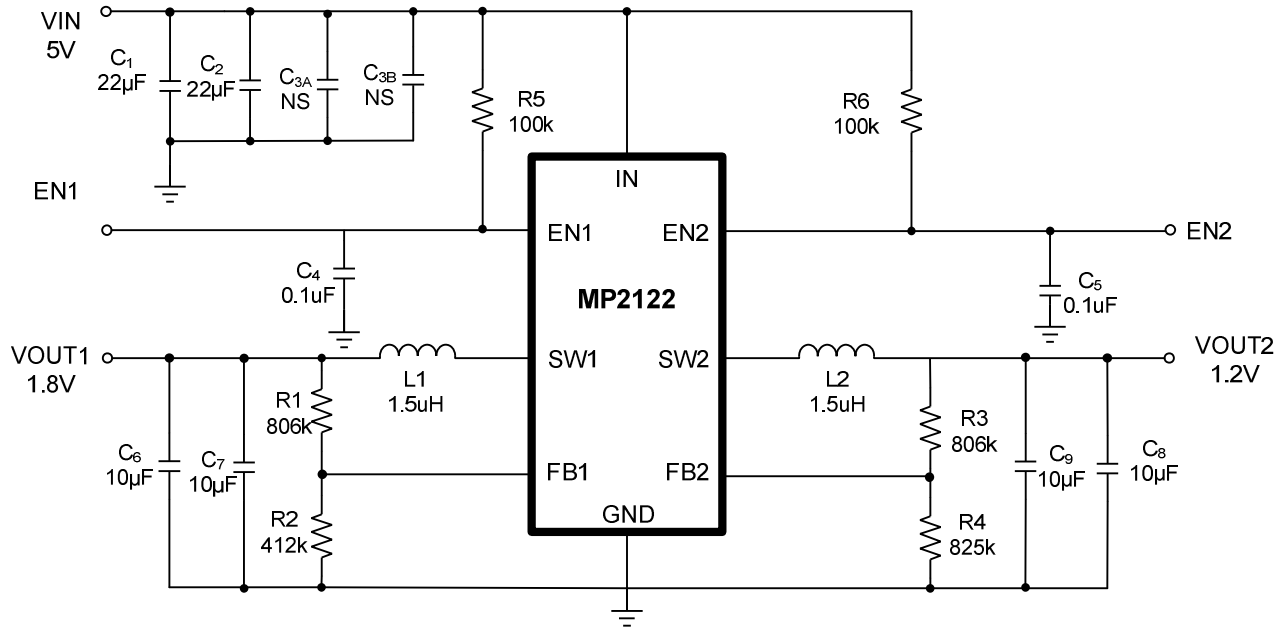 VIN
5V
C₁
22µF
C₂
22µF
C₃A
NS
C₃B
NS
R5
100k
R6
100k
IN
EN1
EN1
EN2
EN2
C₄
0.1uF
MP2122
C₅
0.1uF
VOUT1
1.8V
SW1
SW2
VOUT2
1.2V
L1
1.5uH
L2
1.5uH
R1
806k
R3
806k
C₆
10µF
C₇
10µF
FB1
FB2
C₉
10µF
C₈
10µF
R2
412k
GND
R4
825k